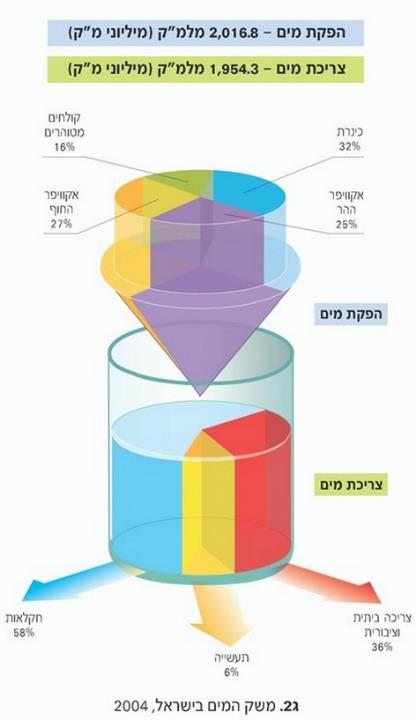 הפקת מים – 2,016.8 מלמ״ק (מיליוני מ״ק)
צריכת מים – 1,954.3 מלמ״ק (מיליוני מ״ק)
קולחים
מטוהרים
16%
כינרת
32%
אקוויפר
החוף
27%
אקוויפר
ההר
25%
הפקת מים
צריכת מים
חקלאות
58%
צריכה ביתית
וציבורית
36%
תעשייה
6%
ג2. משק המים בישראל, 2004